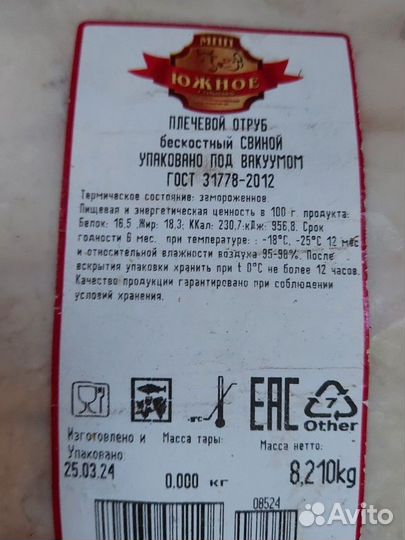 МПП
ЮЖНОЕ
ПЛЕЧЕВОЙ ОТРУБ
бескостный СВИНОЙ
УПАКОВАНО ПОД ВАКУУМОМ
ГОСТ 31778-2012
Термическое состояние: замороженное
Пищевая и энергетическая ценность в 100 г. продукта:
Белок: 16,5 ,Жир: 18,3; ККал: 230,7;кДж: 956,8. Срок
годности 6 мес. при температуре: : -18°С, -25°С 12 мес
и относительной влажности воздуха 95-98%. После
вскрытия упаковки хранить при t 0°С не более 12 часов.
Качество продукции гарантировано при соблюдении
условий хранения.
EAC
7
Other
Изготовлено и Масса тары: Масса нетто:
Упаковано:
25.03.24 0.000 кг 8,210kg
08524
Avito